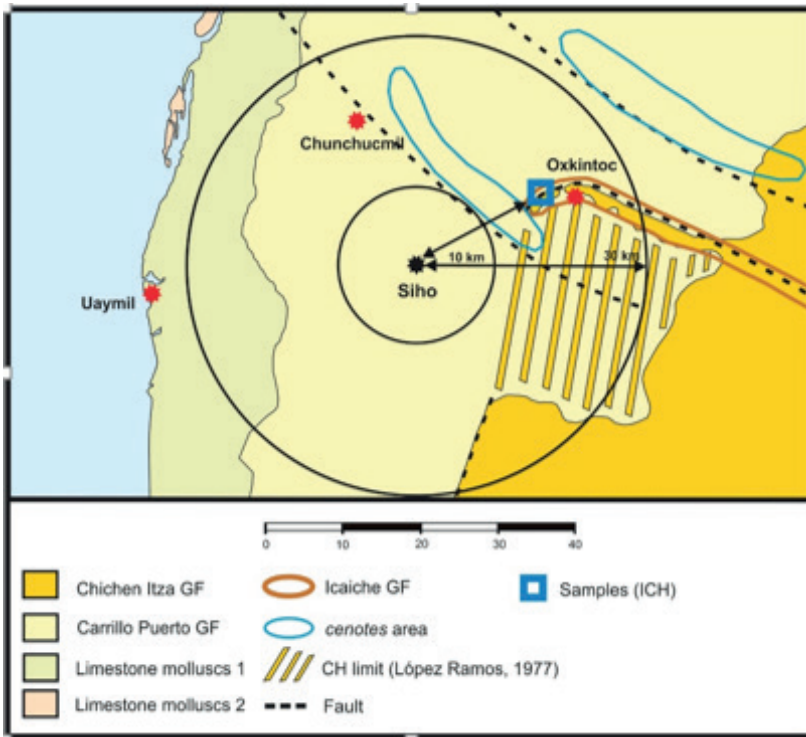 Chunchucmil
Oxkintoc
10 km
30 km
Siho
Uaymil
0 10 20 30 40
Chichen Itza GF
Icaiche GF
Samples (ICH)
Carrillo Puerto GF
cenotes area
Limestone molluscs 1
CH limit (López Ramos, 1977)
Limestone molluscs 2
Fault